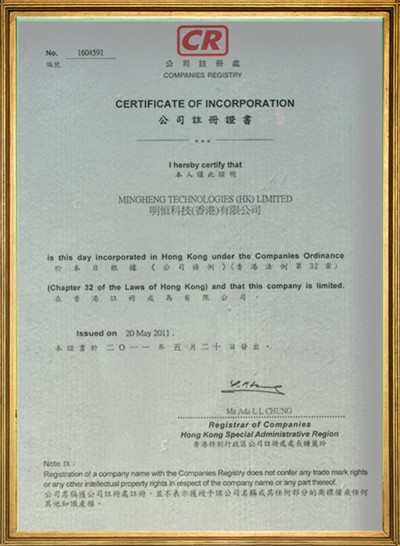 CR
No. 1604591
編號
公司註冊處
COMPANIES REGISTRY
CERTIFICATE OF INCORPORATION
公司註冊證書
I hereby certify that
本人謹此證明
MINGHENG TECHNOLOGIES (HK) LIMITED
明恒科技(香港)有限公司
is this day incorporated in Hong Kong under the Companies Ordinance
於本日根據《公司條例》(香港法例第32章)
(Chapter 32 of the Laws of Hong Kong) and that this company is limited.
在香港註冊成為有限公司。
Issued on 20 May 2011.
本證書於二〇一一年五月二十日發出。
Ms Ada L L CHUNG
Registrar of Companies
Hong Kong Special Administrative Region
香港特別行政區公司註冊處處長鍾麗玲
Note 註:
Registration of a company name with the Companies Registry does not confer any trade mark rights
or any other intellectual property rights in respect of the company name or any part thereof.
公司名稱獲公司註冊處註冊,並不表示獲授予該公司名稱或其任何部分的商標權或任何
其他知識產權。